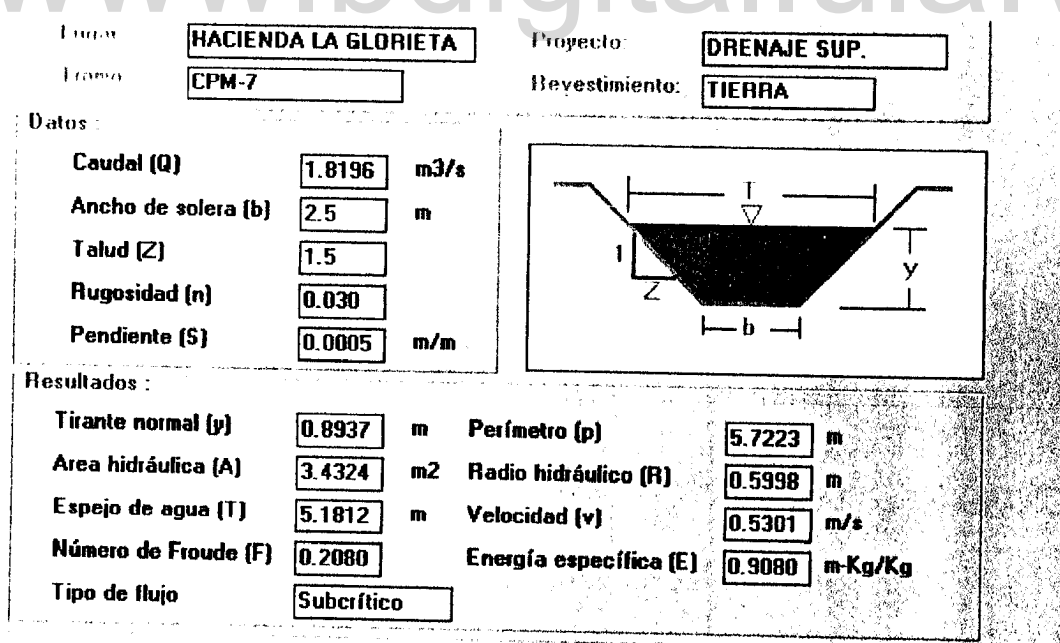 Lugar HACIENDA LA GLORIETA Proyecto: DRENAJE SUP.
Tramo CPM-7 Revestimiento: TIERRA
Datos :
Caudal (Q) 1.8196 m3/s
Ancho de solera (b) 2.5 m
Talud (Z) 1.5
Rugosidad (n) 0.030
Pendiente (S) 0.0005 m/m
T
1
Z
y
b
Resultados :
Tirante normal (y) 0.8937 m Perímetro (p) 5.7223 m
Area hidráulica (A) 3.4324 m2 Radio hidráulico (R) 0.5998 m
Espejo de agua (T) 5.1812 m Velocidad (v) 0.5301 m/s
Número de Froude (F) 0.2080 Energía específica (E) 0.9080 m-Kg/Kg
Tipo de flujo Subcrítico